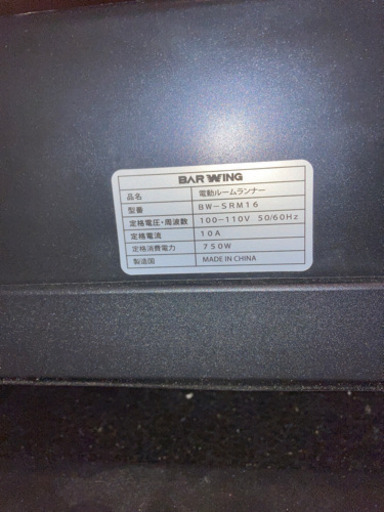 BARWING
品名 電動ルームランナー
型番 BW-SRM16
定格電圧・周波数 100-110V 50/60Hz
定格電流 10A
定格消費電力 750W
製造国 MADE IN CHINA